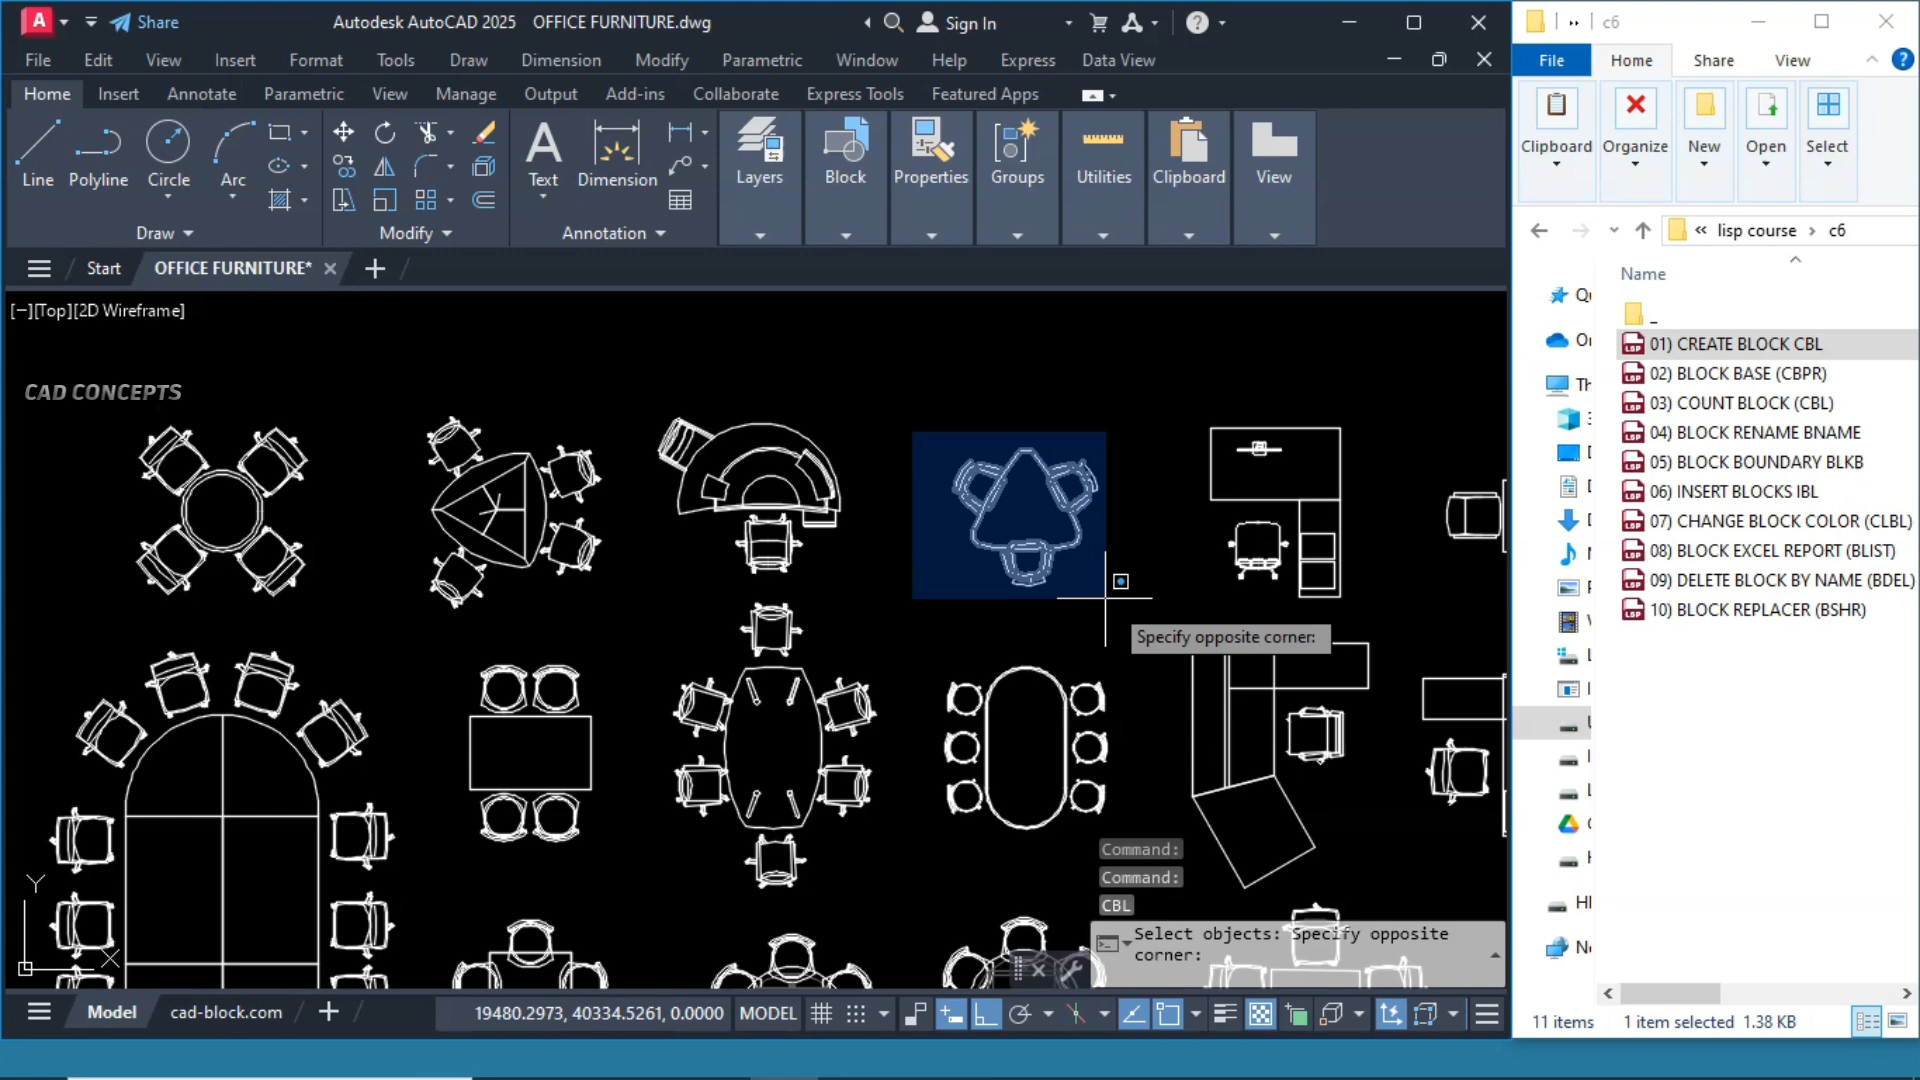 A Share Autodesk AutoCAD 2025 OFFICE FURNITURE.dwg Sign In
File Edit View Insert Format Tools Draw Dimension Modify Parametric Window Help Express Data View
Home Insert Annotate Parametric View Manage Output Add-ins Collaborate Express Tools Featured Apps
Line Polyline Circle Arc Text Dimension Layers Block Properties Groups Utilities Clipboard View
Draw Modify Annotation
Start OFFICE FURNITURE*
[−][Top][2D Wireframe]
CAD CONCEPTS
Specify opposite corner:
Command:
Command:
CBL
Select objects: Specify opposite
corner:
Y
X
Model cad-block.com 19480.2973, 40334.5261, 0.0000 MODEL
c6
File Home Share View
Clipboard Organize New Open Select
« lisp course › c6
Name
_
01) CREATE BLOCK CBL
02) BLOCK BASE (CBPR)
03) COUNT BLOCK (CBL)
04) BLOCK RENAME BNAME
05) BLOCK BOUNDARY BLKB
06) INSERT BLOCKS IBL
07) CHANGE BLOCK COLOR (CLBL)
08) BLOCK EXCEL REPORT (BLIST)
09) DELETE BLOCK BY NAME (BDEL)
10) BLOCK REPLACER (BSHR)
11 items 1 item selected 1.38 KB